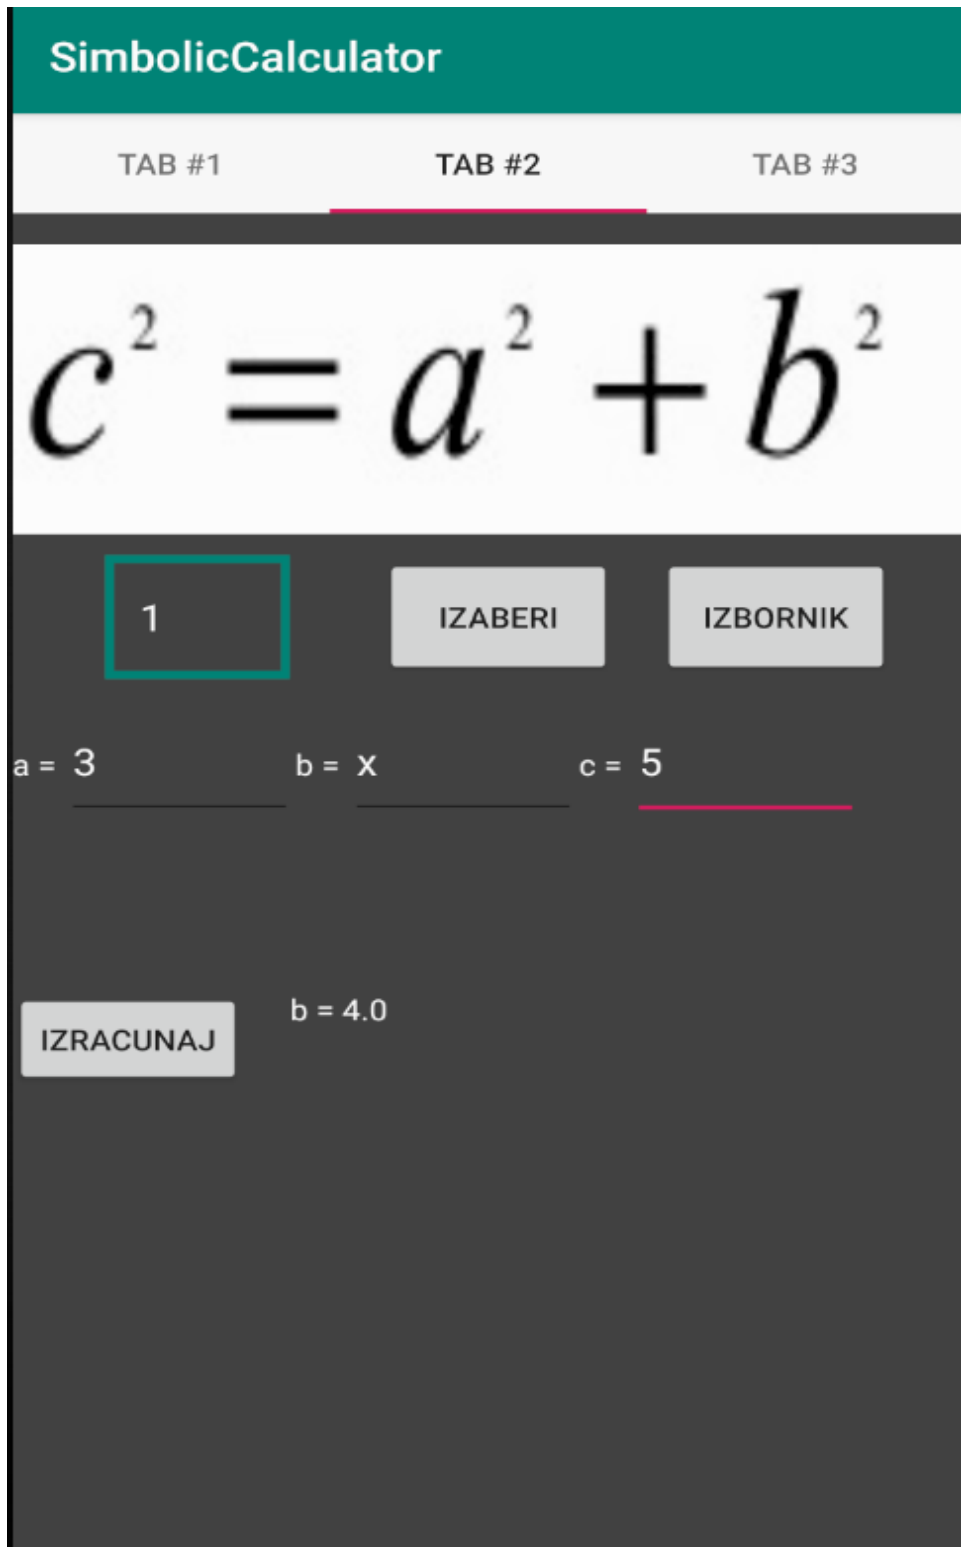 SimbolicCalculator
TAB #1 TAB #2 TAB #3
c² = a² + b²
1 IZABERI IZBORNIK
a = 3 b = x c = 5
b = 4.0
IZRACUNAJ